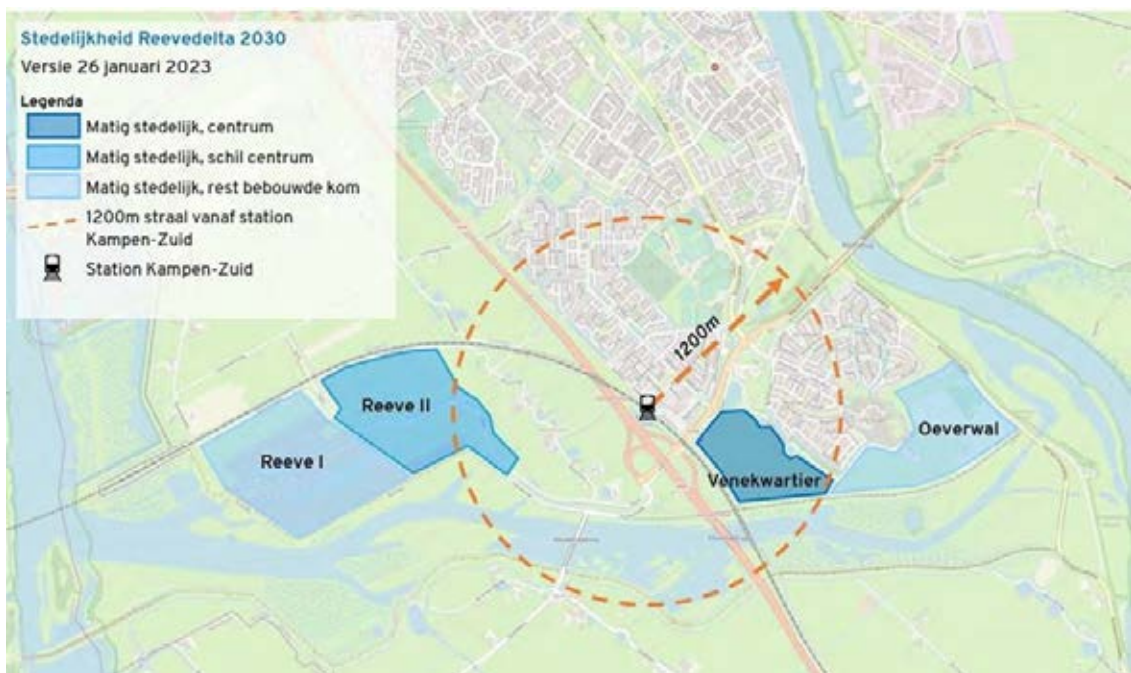 Stedelijkheid Reevedelta 2030
Versie 26 januari 2023
Legenda
Matig stedelijk, centrum
Matig stedelijk, schil centrum
Matig stedelijk, rest bebouwde kom
1200m straal vanaf station
Kampen-Zuid
Station Kampen-Zuid
1200m
Reeve II
Reeve I
Oeverwal
Venekwartier